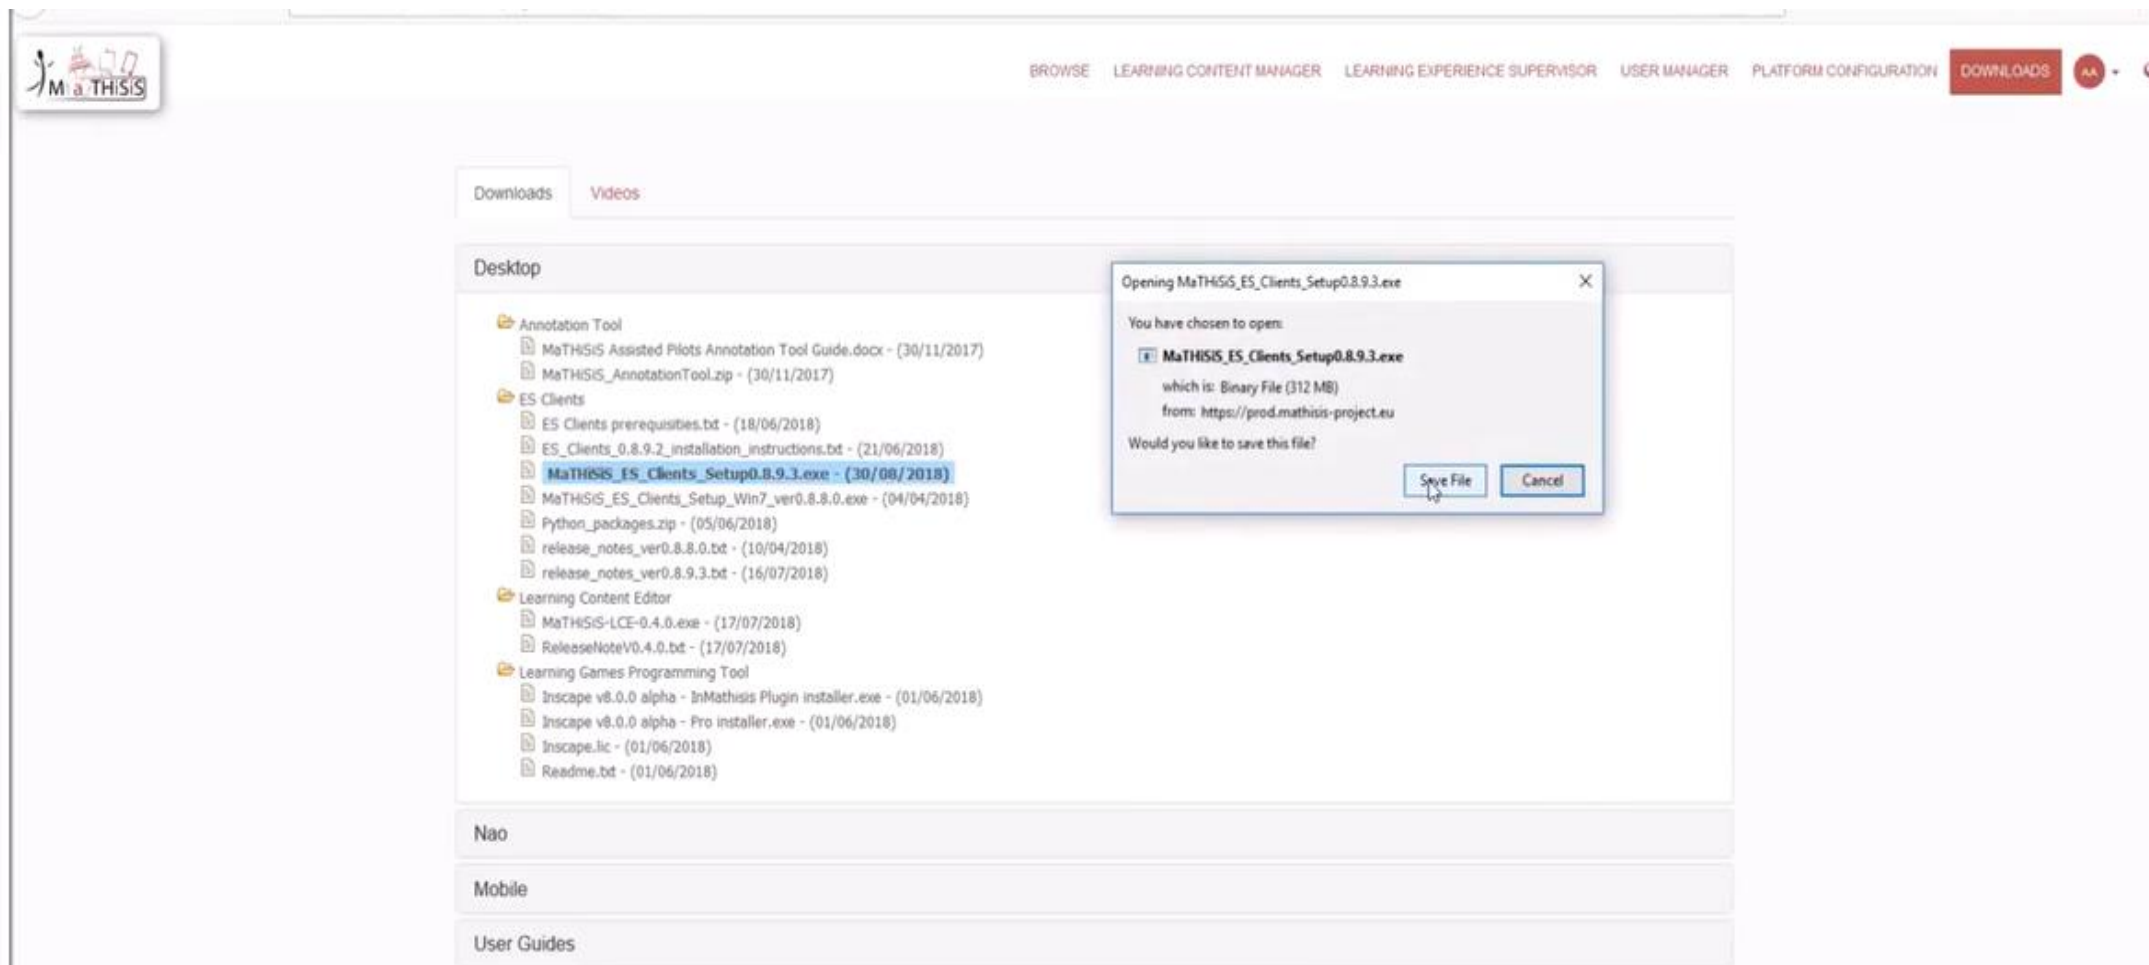 MaTHiSiS
BROWSE LEARNING CONTENT MANAGER LEARNING EXPERIENCE SUPERVISOR USER MANAGER PLATFORM CONFIGURATION DOWNLOADS AA
Downloads Videos
Desktop
Annotation Tool
MaTHiSiS Assisted Pilots Annotation Tool Guide.docx - (30/11/2017)
MaTHiSiS_AnnotationTool.zip - (30/11/2017)
ES Clients
ES Clients prerequisities.txt - (18/06/2018)
ES_Clients_0.8.9.2_installation_instructions.txt - (21/06/2018)
MaTHiSiS_ES_Clients_Setup0.8.9.3.exe - (30/08/2018)
MaTHiSiS_ES_Clients_Setup_Win7_ver0.8.8.0.exe - (04/04/2018)
Python_packages.zip - (05/06/2018)
release_notes_ver0.8.8.0.txt - (10/04/2018)
release_notes_ver0.8.9.3.txt - (16/07/2018)
Learning Content Editor
MaTHiSiS-LCE-0.4.0.exe - (17/07/2018)
ReleaseNoteV0.4.0.txt - (17/07/2018)
Learning Games Programming Tool
Inscape v8.0.0 alpha - InMathisis Plugin installer.exe - (01/06/2018)
Inscape v8.0.0 alpha - Pro installer.exe - (01/06/2018)
Inscape.lic - (01/06/2018)
Readme.txt - (01/06/2018)
Nao
Mobile
User Guides
Opening MaTHiSiS_ES_Clients_Setup0.8.9.3.exe
You have chosen to open:
MaTHiSiS_ES_Clients_Setup0.8.9.3.exe
which is: Binary File (312 MB)
from: https://prod.mathisis-project.eu
Would you like to save this file?
Save File Cancel